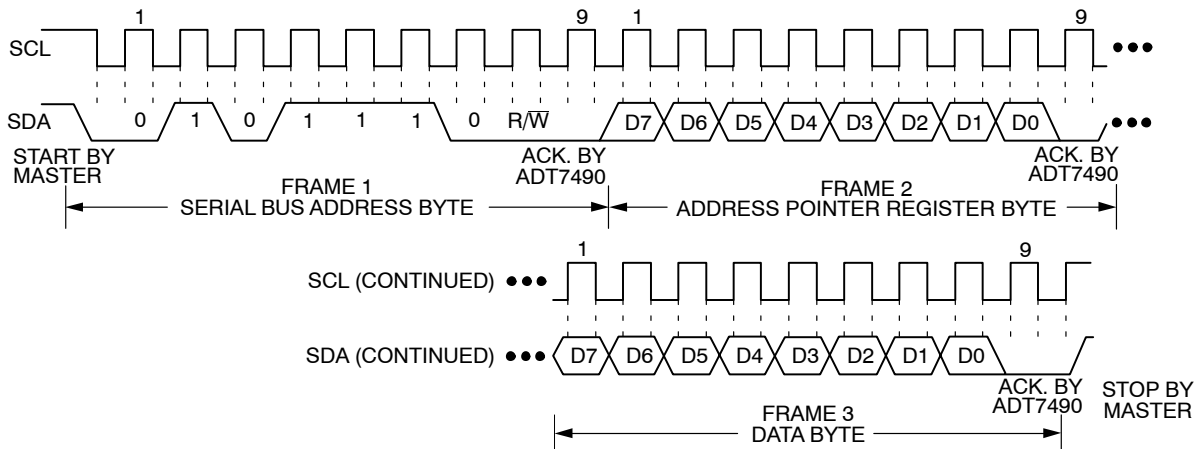 1 9 1 9
SCL
SDA 0 1 0 1 1 1 0 R/W D7 D6 D5 D4 D3 D2 D1 D0
START BY MASTER
ACK. BY ADT7490
ACK. BY ADT7490
FRAME 1
SERIAL BUS ADDRESS BYTE
FRAME 2
ADDRESS POINTER REGISTER BYTE
1 9
SCL (CONTINUED)
SDA (CONTINUED) D7 D6 D5 D4 D3 D2 D1 D0
ACK. BY ADT7490
STOP BY MASTER
FRAME 3
DATA BYTE